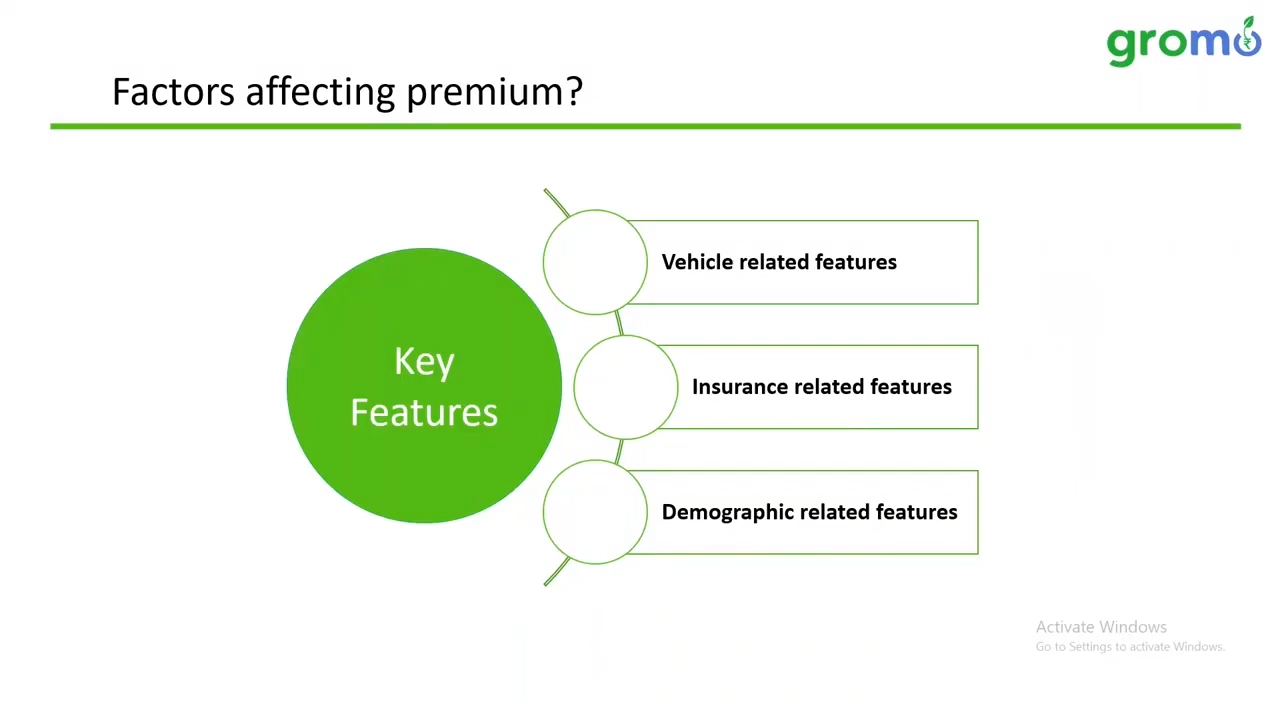 gromo
Factors affecting premium?
Key
Features
Vehicle related features
Insurance related features
Demographic related features
Activate Windows
Go to Settings to activate Windows.